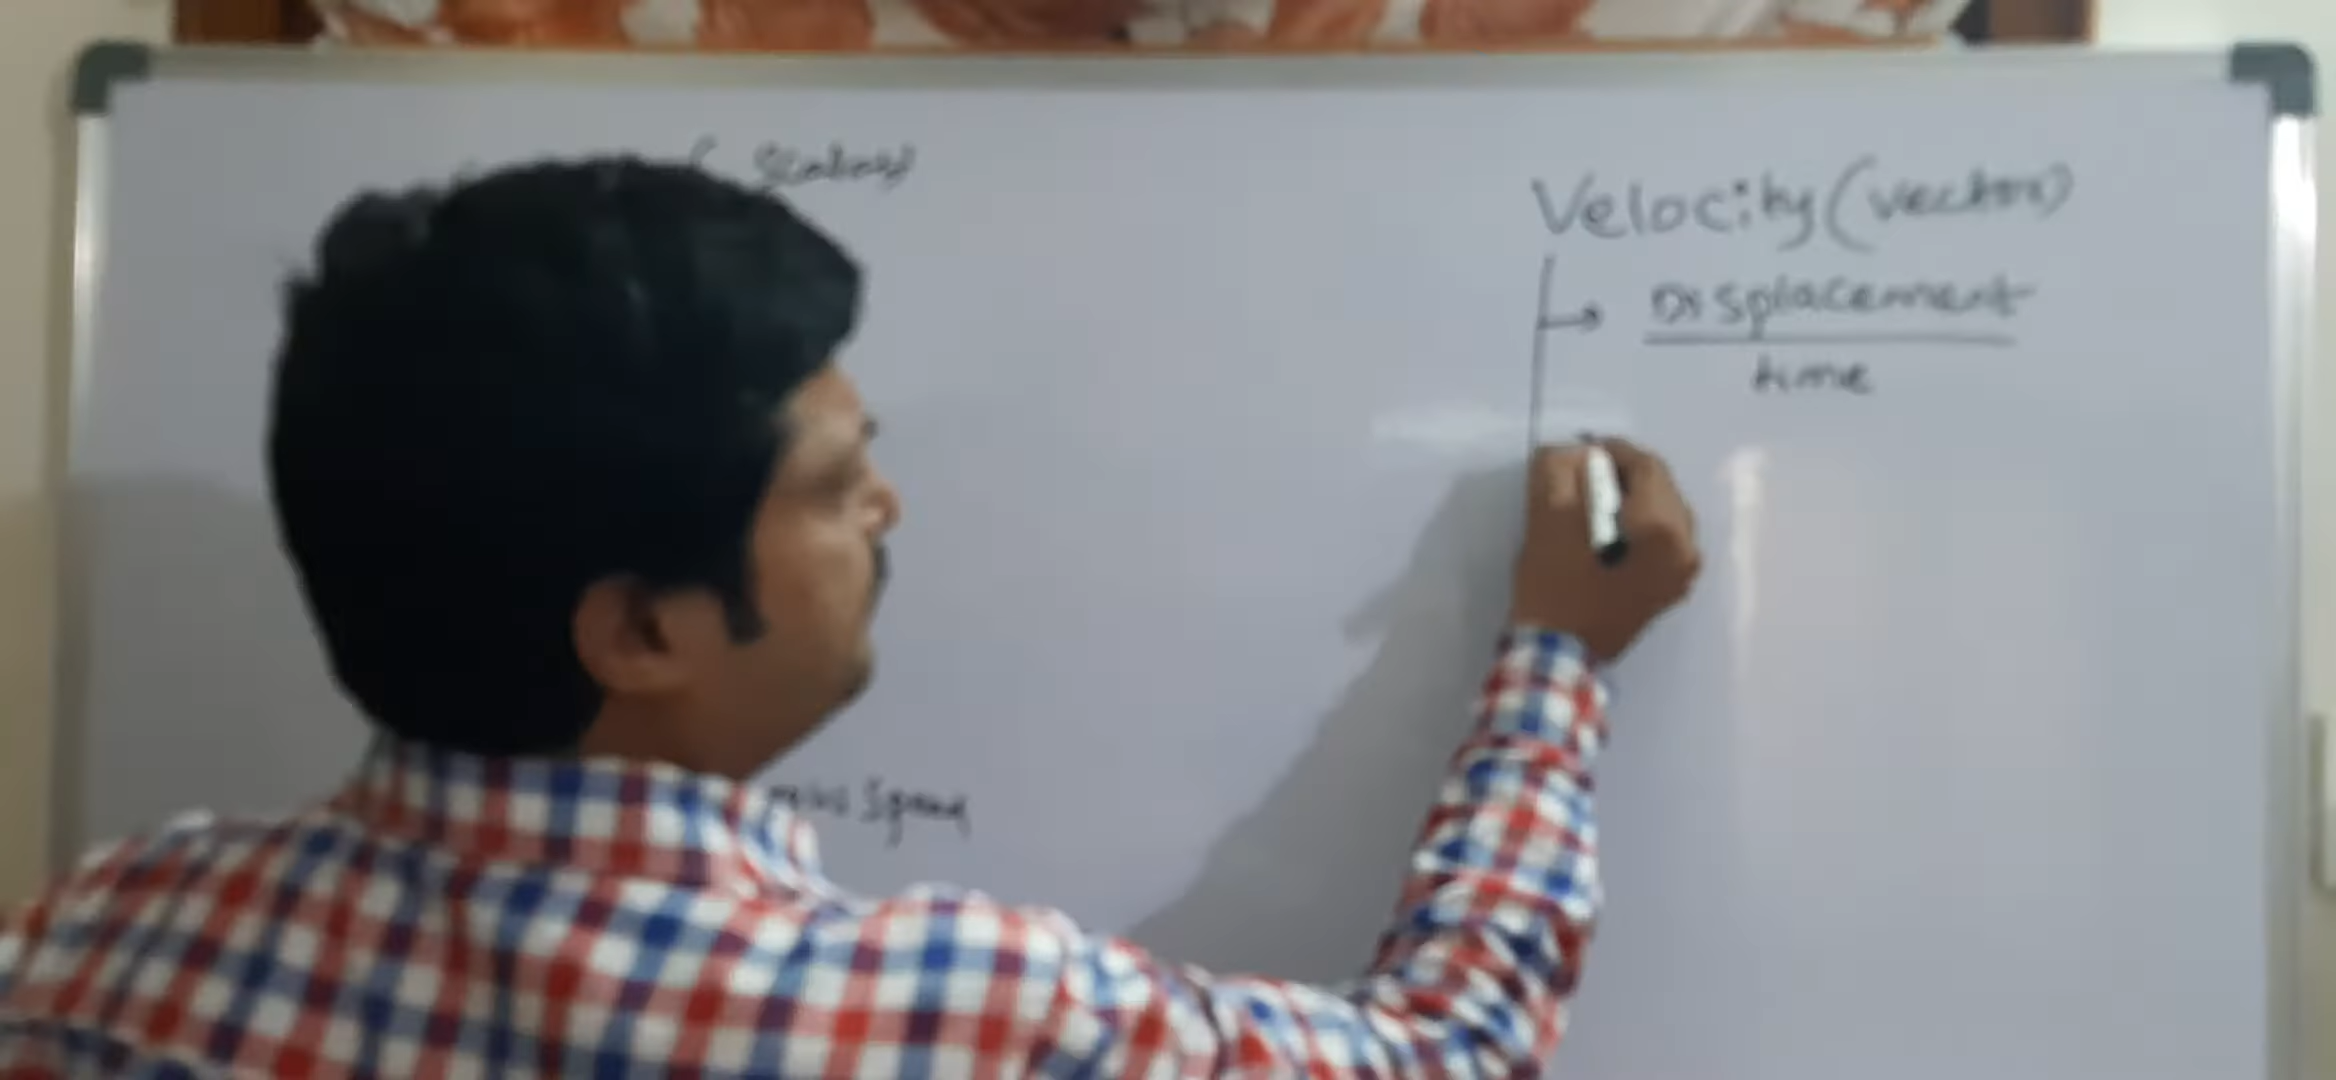 (Scalar)
Velocity (vector)
→ Displacement
time
Speed